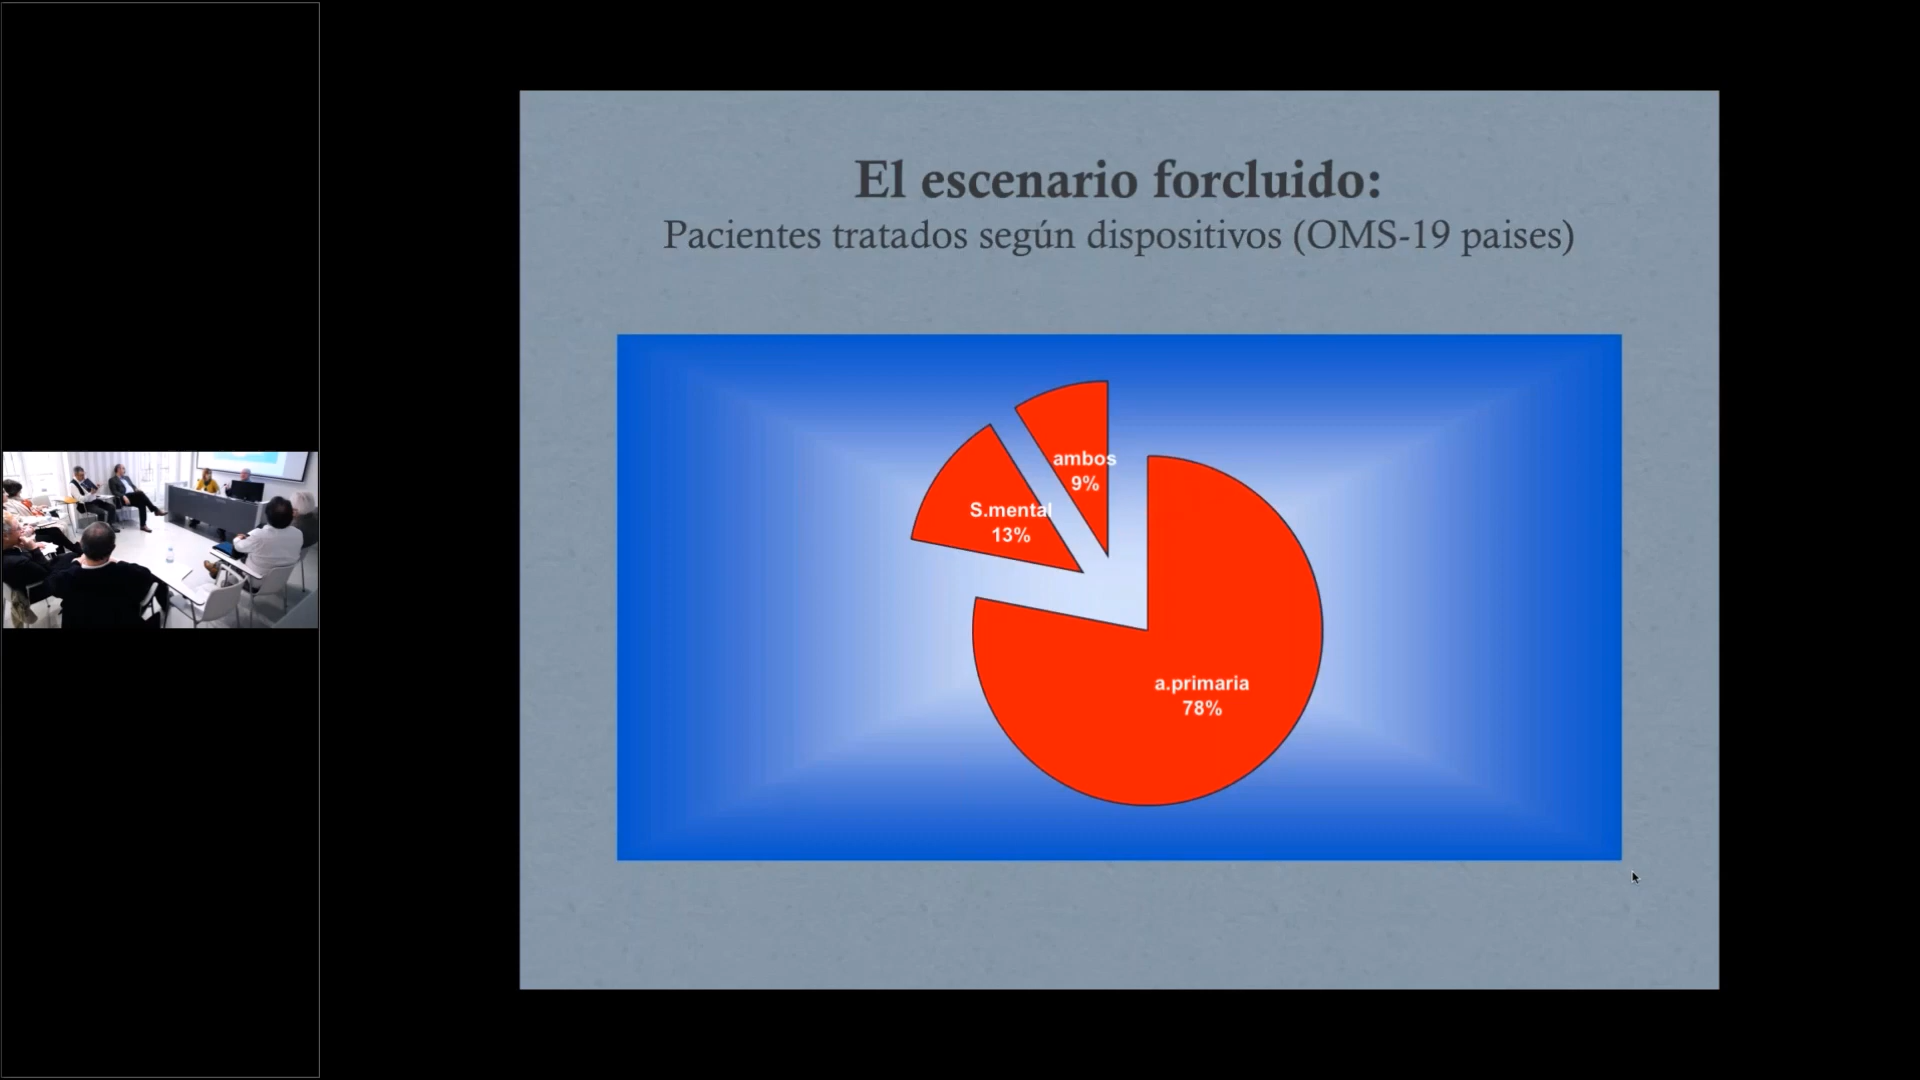 El escenario forcluido:
Pacientes tratados según dispositivos (OMS-19 paises)
ambos
9%
S.mental
13%
a.primaria
78%